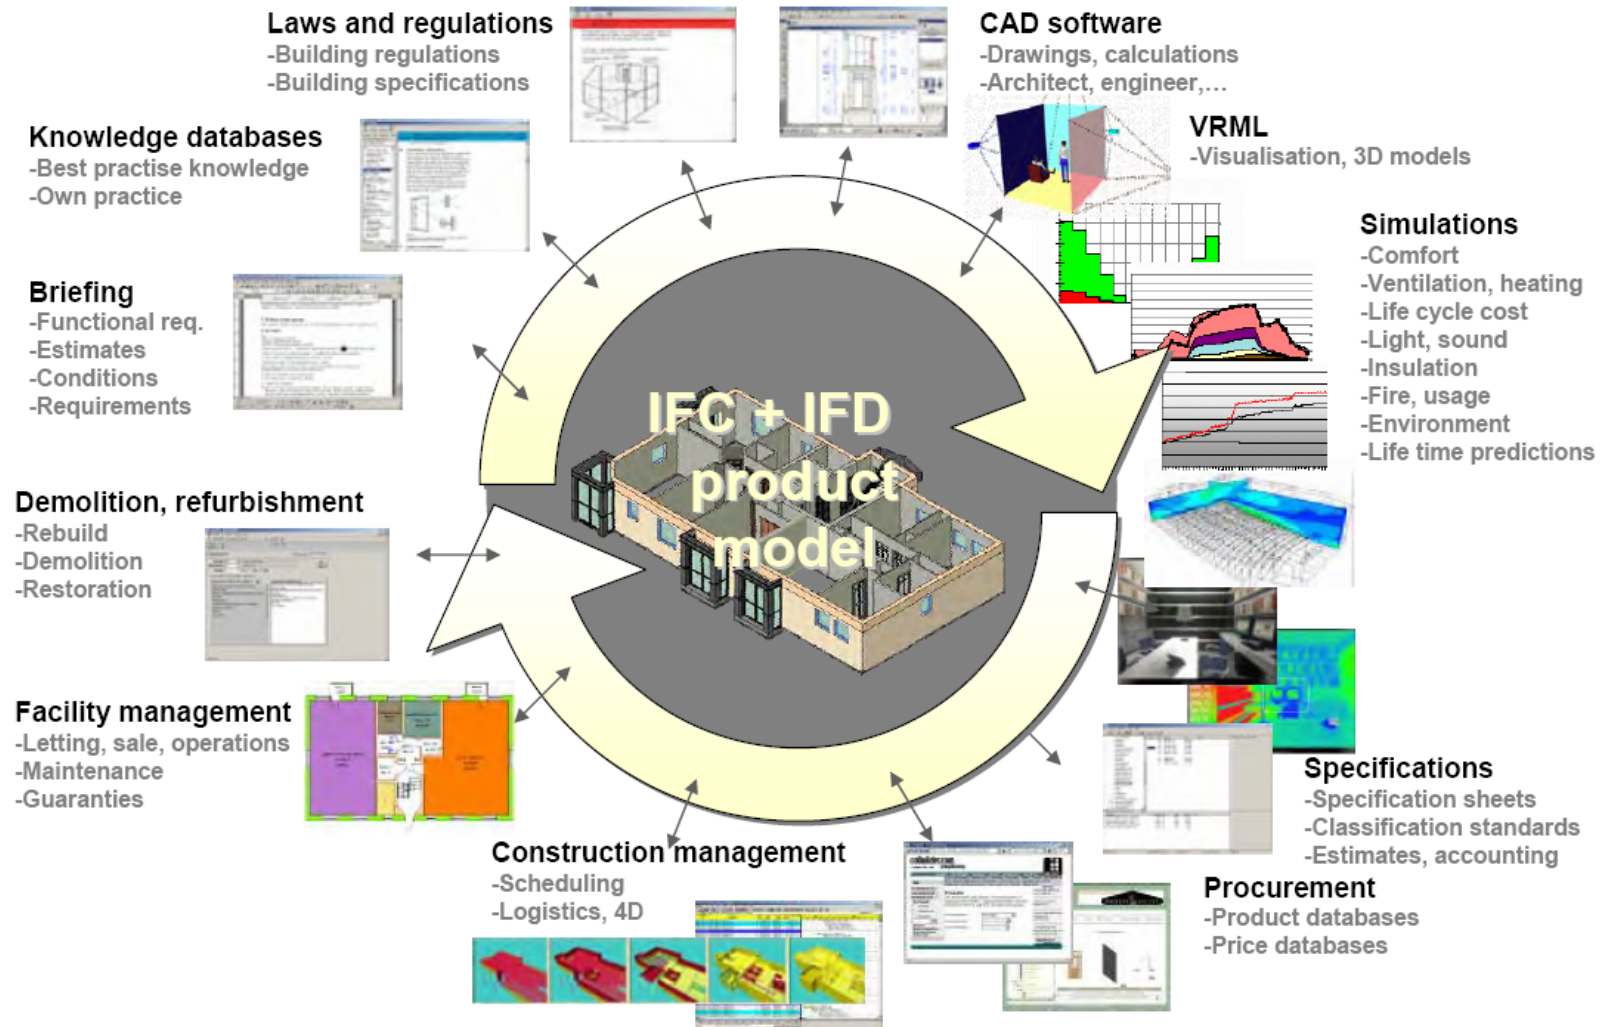 Laws and regulations
-Building regulations
-Building specifications
CAD software
-Drawings, calculations
-Architect, engineer,...
VRML
-Visualisation, 3D models
Knowledge databases
-Best practise knowledge
-Own practice
Simulations
-Comfort
-Ventilation, heating
-Life cycle cost
-Light, sound
-Insulation
-Fire, usage
-Environment
-Life time predictions
Briefing
-Functional req.
-Estimates
-Conditions
-Requirements
IFC + IFD
product
model
Demolition, refurbishment
-Rebuild
-Demolition
-Restoration
Facility management
-Letting, sale, operations
-Maintenance
-Guaranties
Specifications
-Specification sheets
-Classification standards
-Estimates, accounting
Construction management
-Scheduling
-Logistics, 4D
Procurement
-Product databases
-Price databases